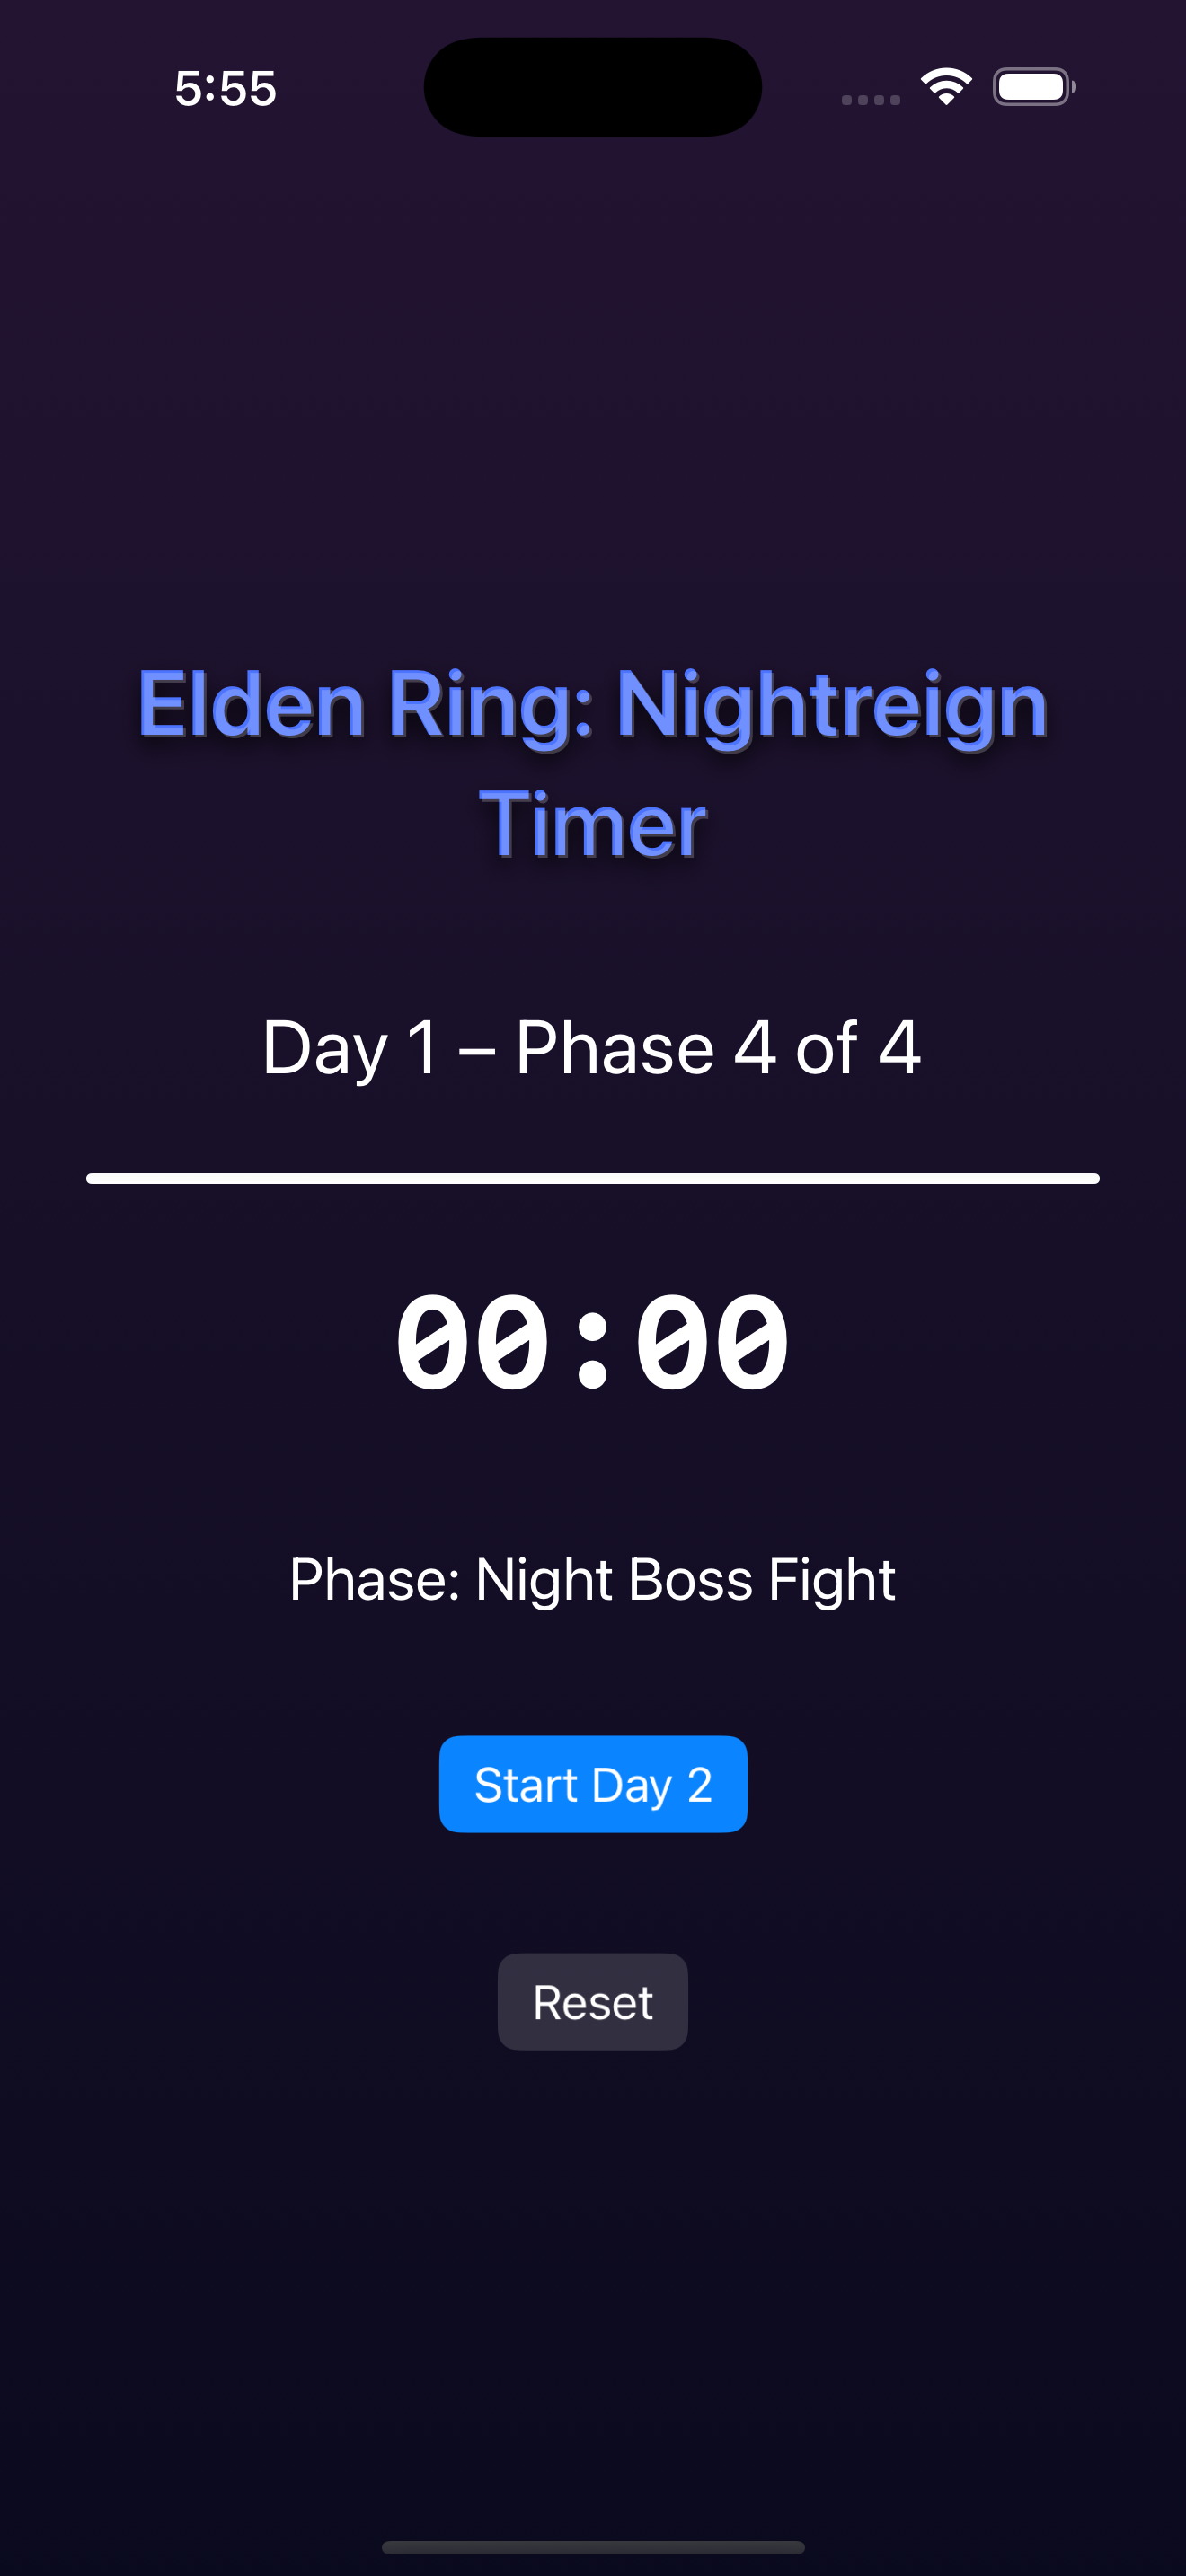 5:55
Elden Ring: Nightreign
Timer
Day 1 – Phase 4 of 4
00:00
Phase: Night Boss Fight
Start Day 2
Reset